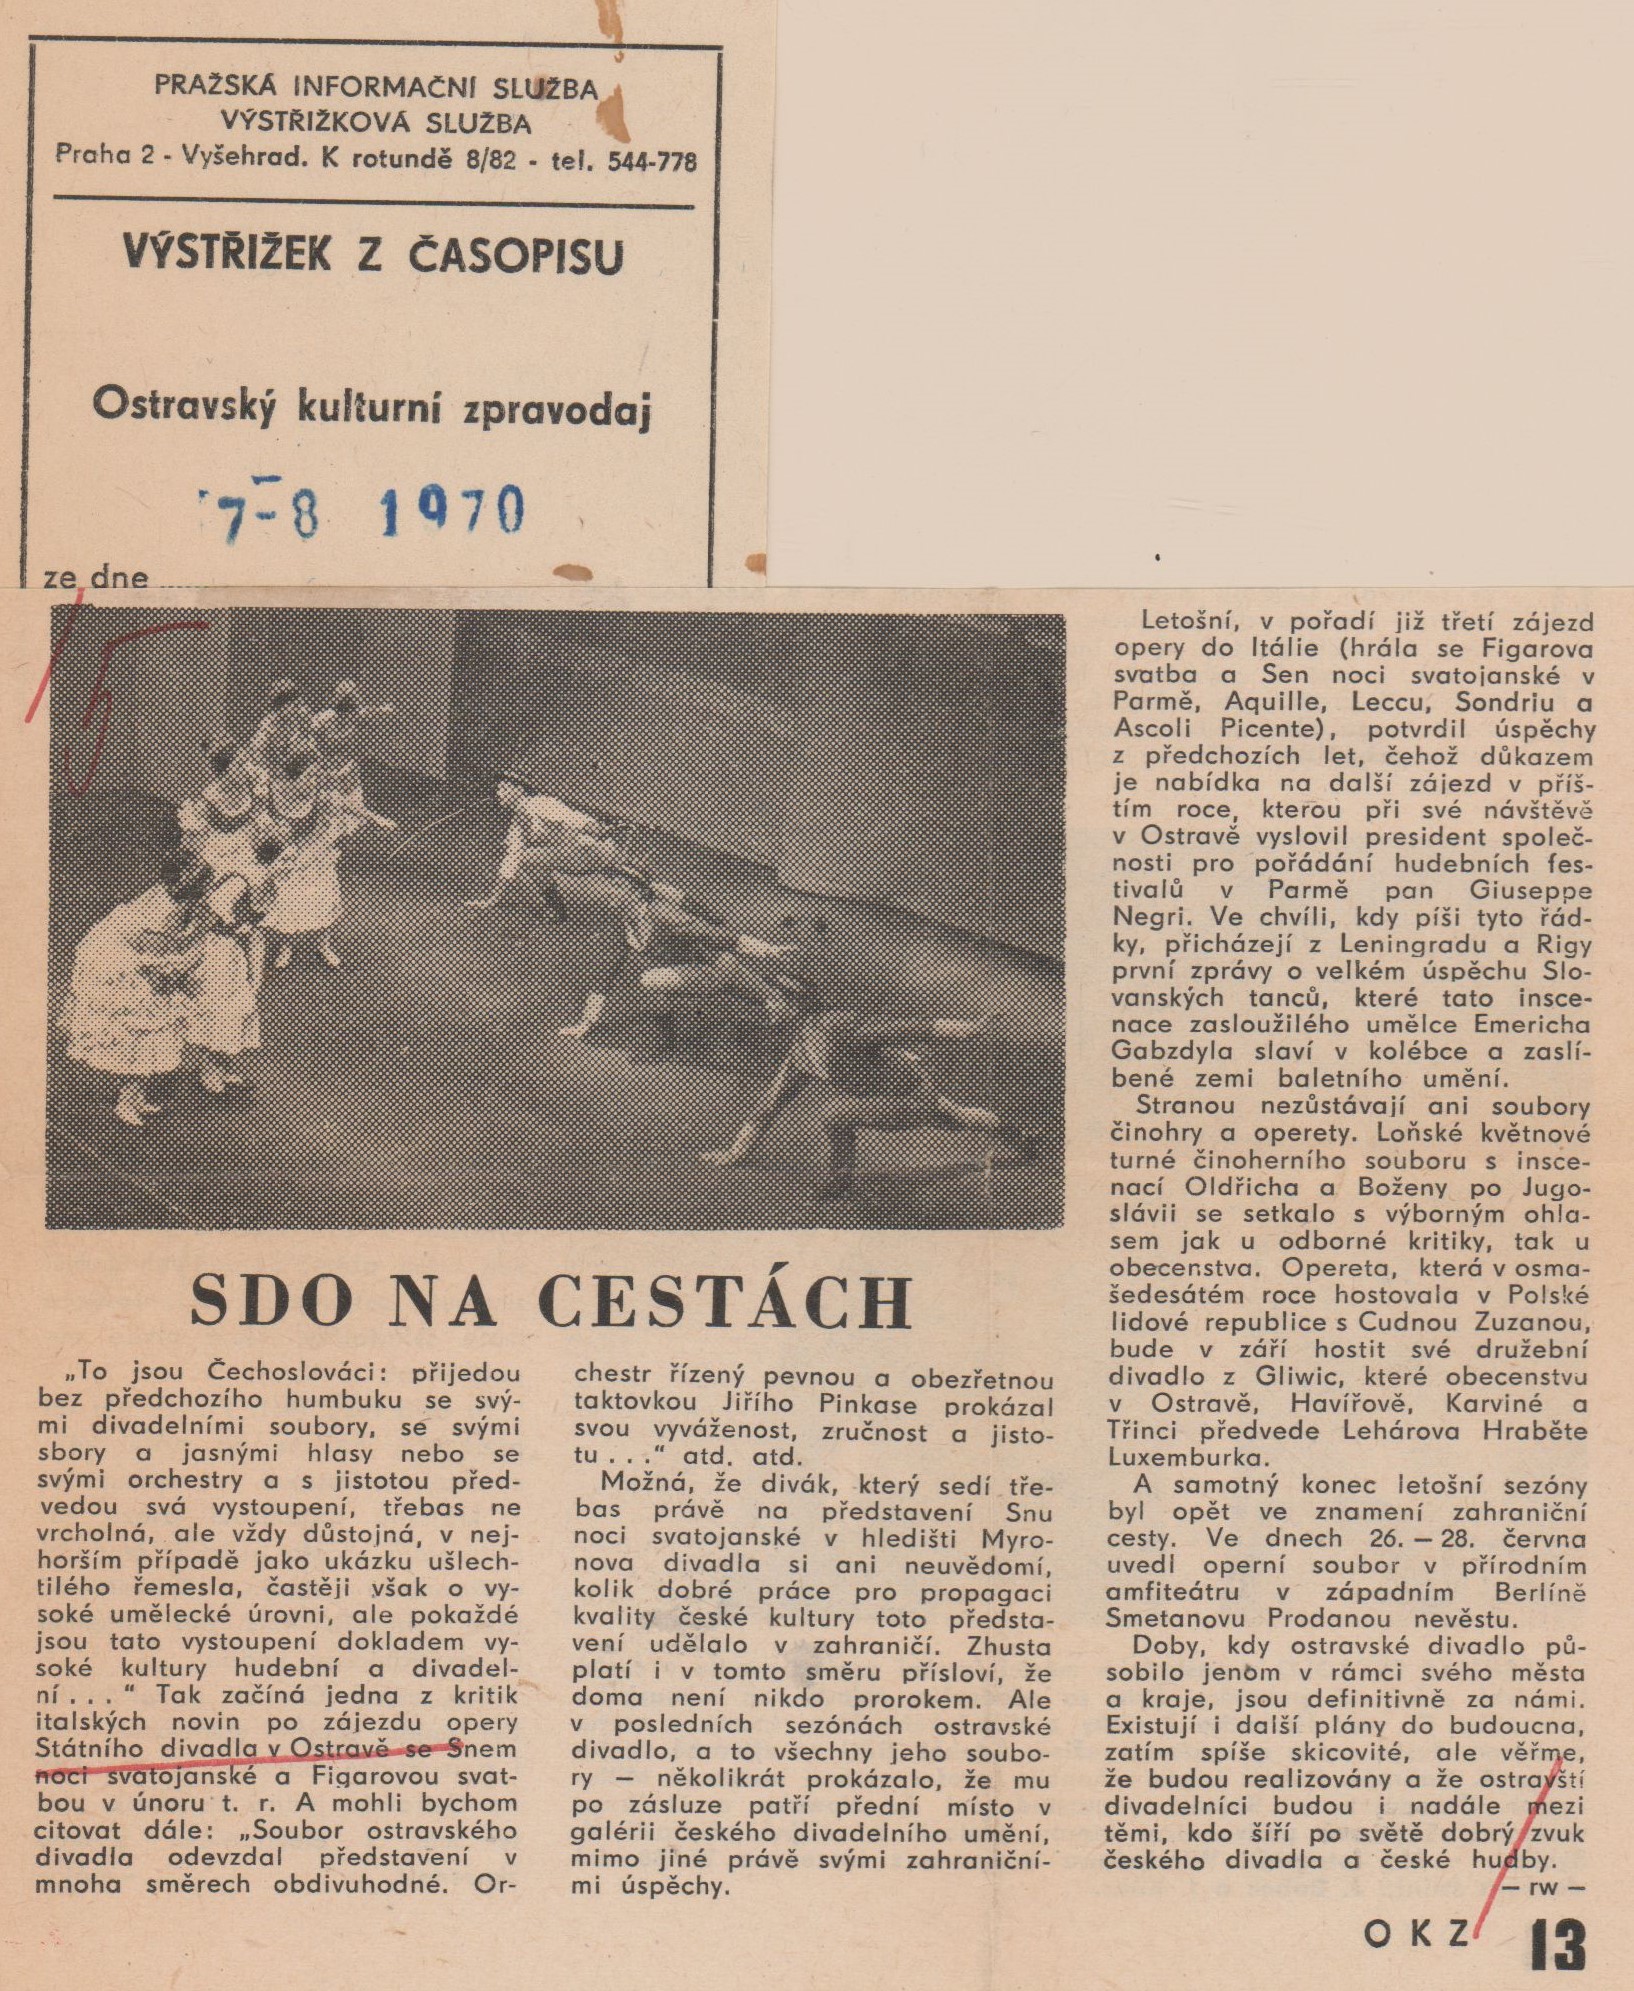 PRAŽSKÁ INFORMAČNÍ SLUŽBA
VÝSTŘIŽKOVÁ SLUŽBA
Praha 2 - Vyšehrad. K rotundě 8/82 - tel. 544-778
VÝSTŘIŽEK Z ČASOPISU
Ostravský kulturní zpravodaj
7-8 1970
ze dne
SDO NA CESTÁCH
„To jsou Čechoslováci: přijedou
bez předchozího humbuku se svý-
mi divadelními soubory, se svými
sbory a jasnými hlasy nebo se
svými orchestry a s jistotou před-
vedou svá vystoupení, třebas ne
vrcholná, ale vždy důstojná, v nej-
horším případě jako ukázku ušlech-
tilého řemesla, častěji však o vy-
soké umělecké úrovni, ale pokaždé
jsou tato vystoupení dokladem vy-
soké kultury hudební a divadel-
ní . . . “ Tak začíná jedna z kritik
italských novin po zájezdu opery
Státního divadla v Ostravě se Snem
noci svatojanské a Figarovou svat-
bou v únoru t. r. A mohli bychom
citovat dále: „Soubor ostravského
divadla odevzdal představení v
mnoha směrech obdivuhodné. Or-
chestr řízený pevnou a obezřetnou
taktovkou Jiřího Pinkase prokázal
svou vyváženost, zručnost a jisto-
tu . . .“ atd. atd.
Možná, že divák, který sedí tře-
bas právě na představení Snu
noci svatojanské v hledišti Myro-
nova divadla si ani neuvědomí,
kolik dobré práce pro propagaci
kvality české kultury toto předsta-
vení udělalo v zahraničí. Zhusta
platí i v tomto směru přísloví, že
doma není nikdo prorokem. Ale
v posledních sezónách ostravské
divadlo, a to všechny jeho soubo-
ry — několikrát prokázalo, že mu
po zásluze patří přední místo v
galérii českého divadelního umění,
mimo jiné právě svými zahraniční-
mi úspěchy.
Letošní, v pořadí již třetí zájezd
opery do Itálie (hrála se Figarova
svatba a Sen noci svatojanské v
Parmě, Aquille, Leccu, Sondriu a
Ascoli Picente), potvrdil úspěchy
z předchozích let, čehož důkazem
je nabídka na další zájezd v příš-
tím roce, kterou při své návštěvě
v Ostravě vyslovil president společ-
nosti pro pořádání hudebních fes-
tivalů v Parmě pan Giuseppe
Negri. Ve chvíli, kdy píši tyto řád-
ky, přicházejí z Leningradu a Rigy
první zprávy o velkém úspěchu Slo-
vanských tanců, které tato insce-
nace zasloužilého umělce Emericha
Gabzdyla slaví v kolébce a zaslí-
bené zemi baletního umění.
Stranou nezůstávají ani soubory
činohry a operety. Loňské květnové
turné činoherního souboru s insce-
nací Oldřicha a Boženy po Jugo-
slávii se setkalo s výborným ohla-
sem jak u odborné kritiky, tak u
obecenstva. Opereta, která v osma-
šedesátém roce hostovala v Polské
lidové republice s Cudnou Zuzanou,
bude v září hostit své družební
divadlo z Gliwic, které obecenstvu
v Ostravě, Havířově, Karviné a
Třinci předvede Lehárova Hraběte
Luxemburka.
A samotný konec letošní sezóny
byl opět ve znamení zahraniční
cesty. Ve dnech 26. — 28. června
uvedl operní soubor v přírodním
amfiteátru v západním Berlíně
Smetanovu Prodanou nevěstu.
Doby, kdy ostravské divadlo pů-
sobilo jenom v rámci svého města
a kraje, jsou definitivně za námi.
Existují i další plány do budoucna,
zatím spíše skicovité, ale věřme,
že budou realizovány a že ostravští
divadelníci budou i nadále mezi
těmi, kdo šíří po světě dobrý zvuk
českého divadla a české hudby.
— rw —
OKZ 13